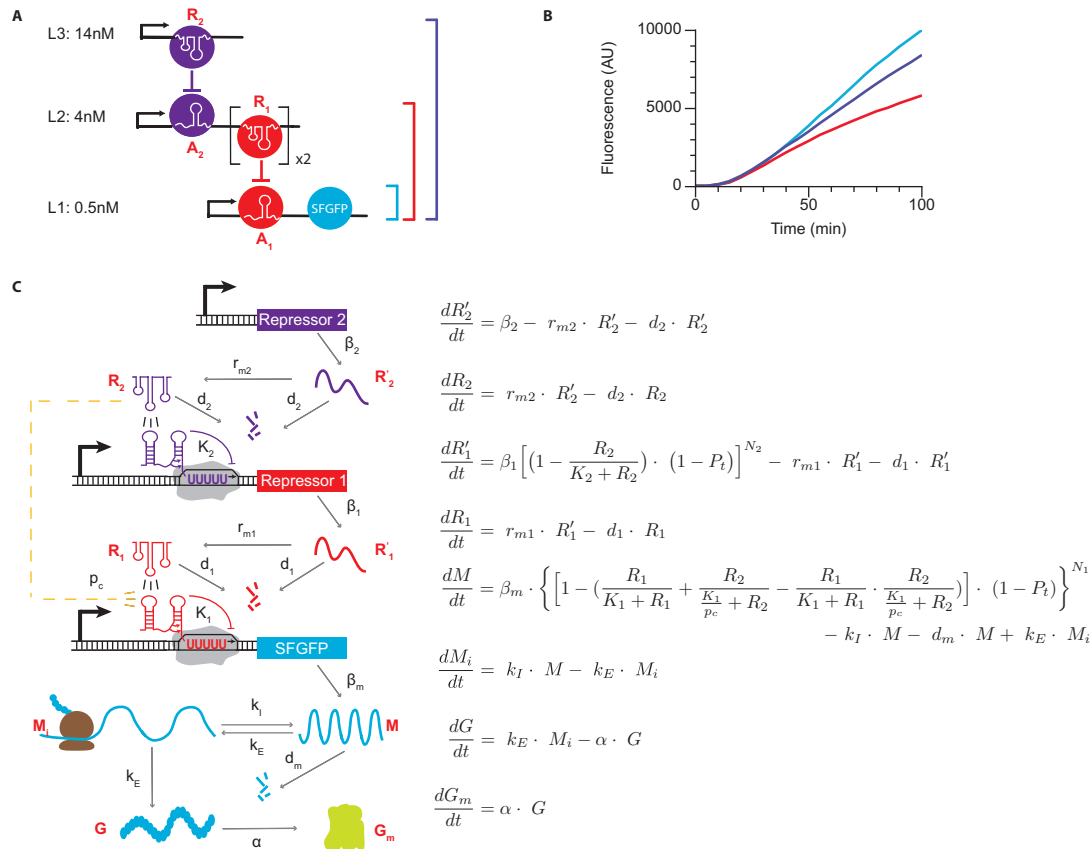 A
L3: 14nM
R2
L2: 4nM
A2
R1
x2
L1: 0.5nM
A1
SFGFP
B
10000
5000
0
Fluorescence (AU)
0
50
100
Time (min)
C
Repressor 2
β2
R2
rm2
R'2
d2
d2
K2
UUUUU
Repressor 1
β1
R1
rm1
R'1
d1
d1
pc
K1
UUUUU
SFGFP
βm
Mi
kI
M
kE
dm
kE
G
α
Gm
dR'2/dt = β2 − rm2 · R'2 − d2 · R'2
dR2/dt = rm2 · R'2 − d2 · R2
dR'1/dt = β1[(1 − R2/(K2 + R2)) · (1 − Pt)]^N2 − rm1 · R'1 − d1 · R'1
dR1/dt = rm1 · R'1 − d1 · R1
dM/dt = βm · {[1 − (R1/(K1 + R1) + R2/(K1/pc + R2) − R1/(K1 + R1) · R2/(K1/pc + R2))] · (1 − Pt)}^N1
− kI · M − dm · M + kE · Mi
dMi/dt = kI · M − kE · Mi
dG/dt = kE · Mi − α · G
dGm/dt = α · G